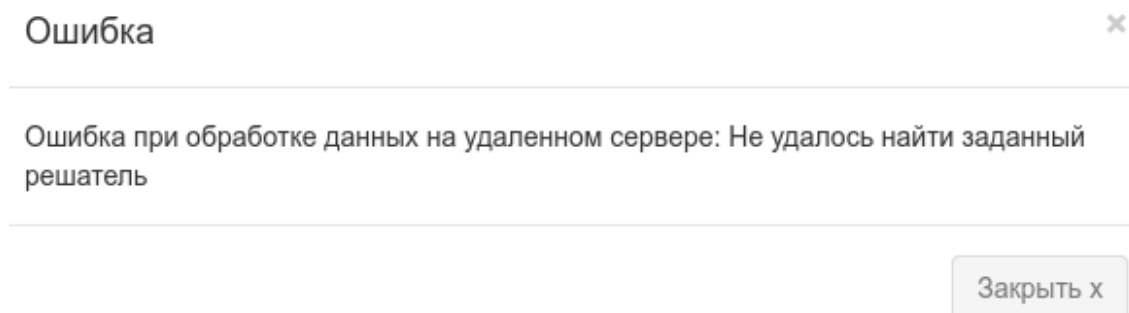 Ошибка
×
Ошибка при обработке данных на удаленном сервере: Не удалось найти заданный
решатель
Закрыть x